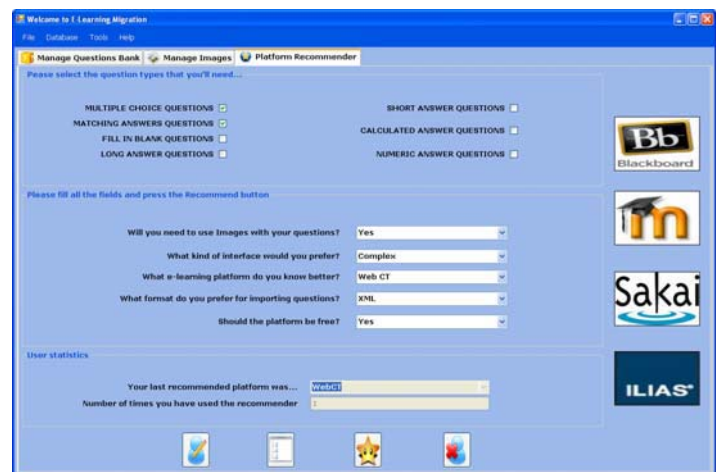 Welcome to E-Learning Migration
File Database Tools Help
Manage Questions Bank Manage Images Platform Recommender
Pease select the question types that you'll need...
MULTIPLE CHOICE QUESTIONS
MATCHING ANSWERS QUESTIONS
FILL IN BLANK QUESTIONS
LONG ANSWER QUESTIONS
SHORT ANSWER QUESTIONS
CALCULATED ANSWER QUESTIONS
NUMERIC ANSWER QUESTIONS
Please fill all the fields and press the Recommend button
Will you need to use Images with your questions? Yes
What kind of interface would you prefer? Complex
What e-learning platform do you know better? Web CT
What format do you prefer for importing questions? XML
Should the platform be free? Yes
User statistics
Your last recommended platform was... WebCT
Number of times you have used the recommender 1
Bb
Blackboard
m
Sakai
ILIAS